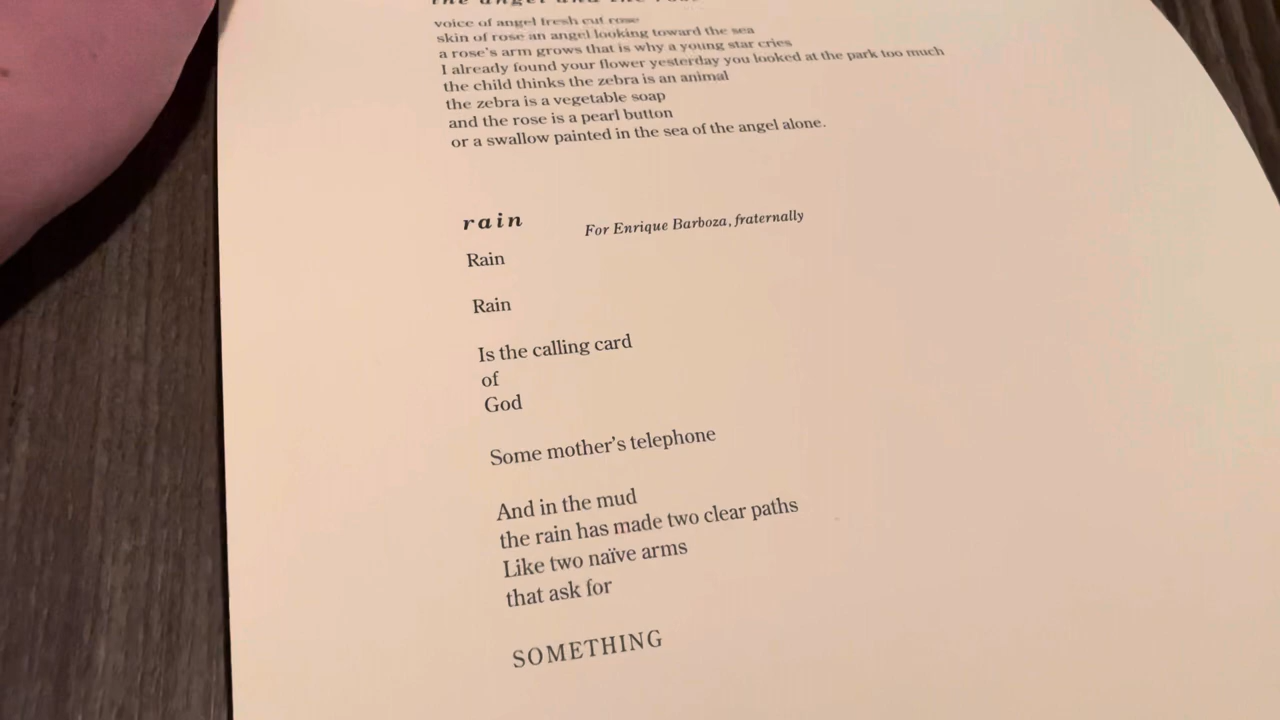 the angel and the rose
voice of angel fresh cut rose
skin of rose an angel looking toward the sea
a rose's arm grows that is why a young star cries
I already found your flower yesterday you looked at the park too much
the child thinks the zebra is an animal
the zebra is a vegetable soap
and the rose is a pearl button
or a swallow painted in the sea of the angel alone.
rain
For Enrique Barboza, fraternally
Rain
Rain
Is the calling card
of
God
Some mother's telephone
And in the mud
the rain has made two clear paths
Like two naïve arms
that ask for
SOMETHING